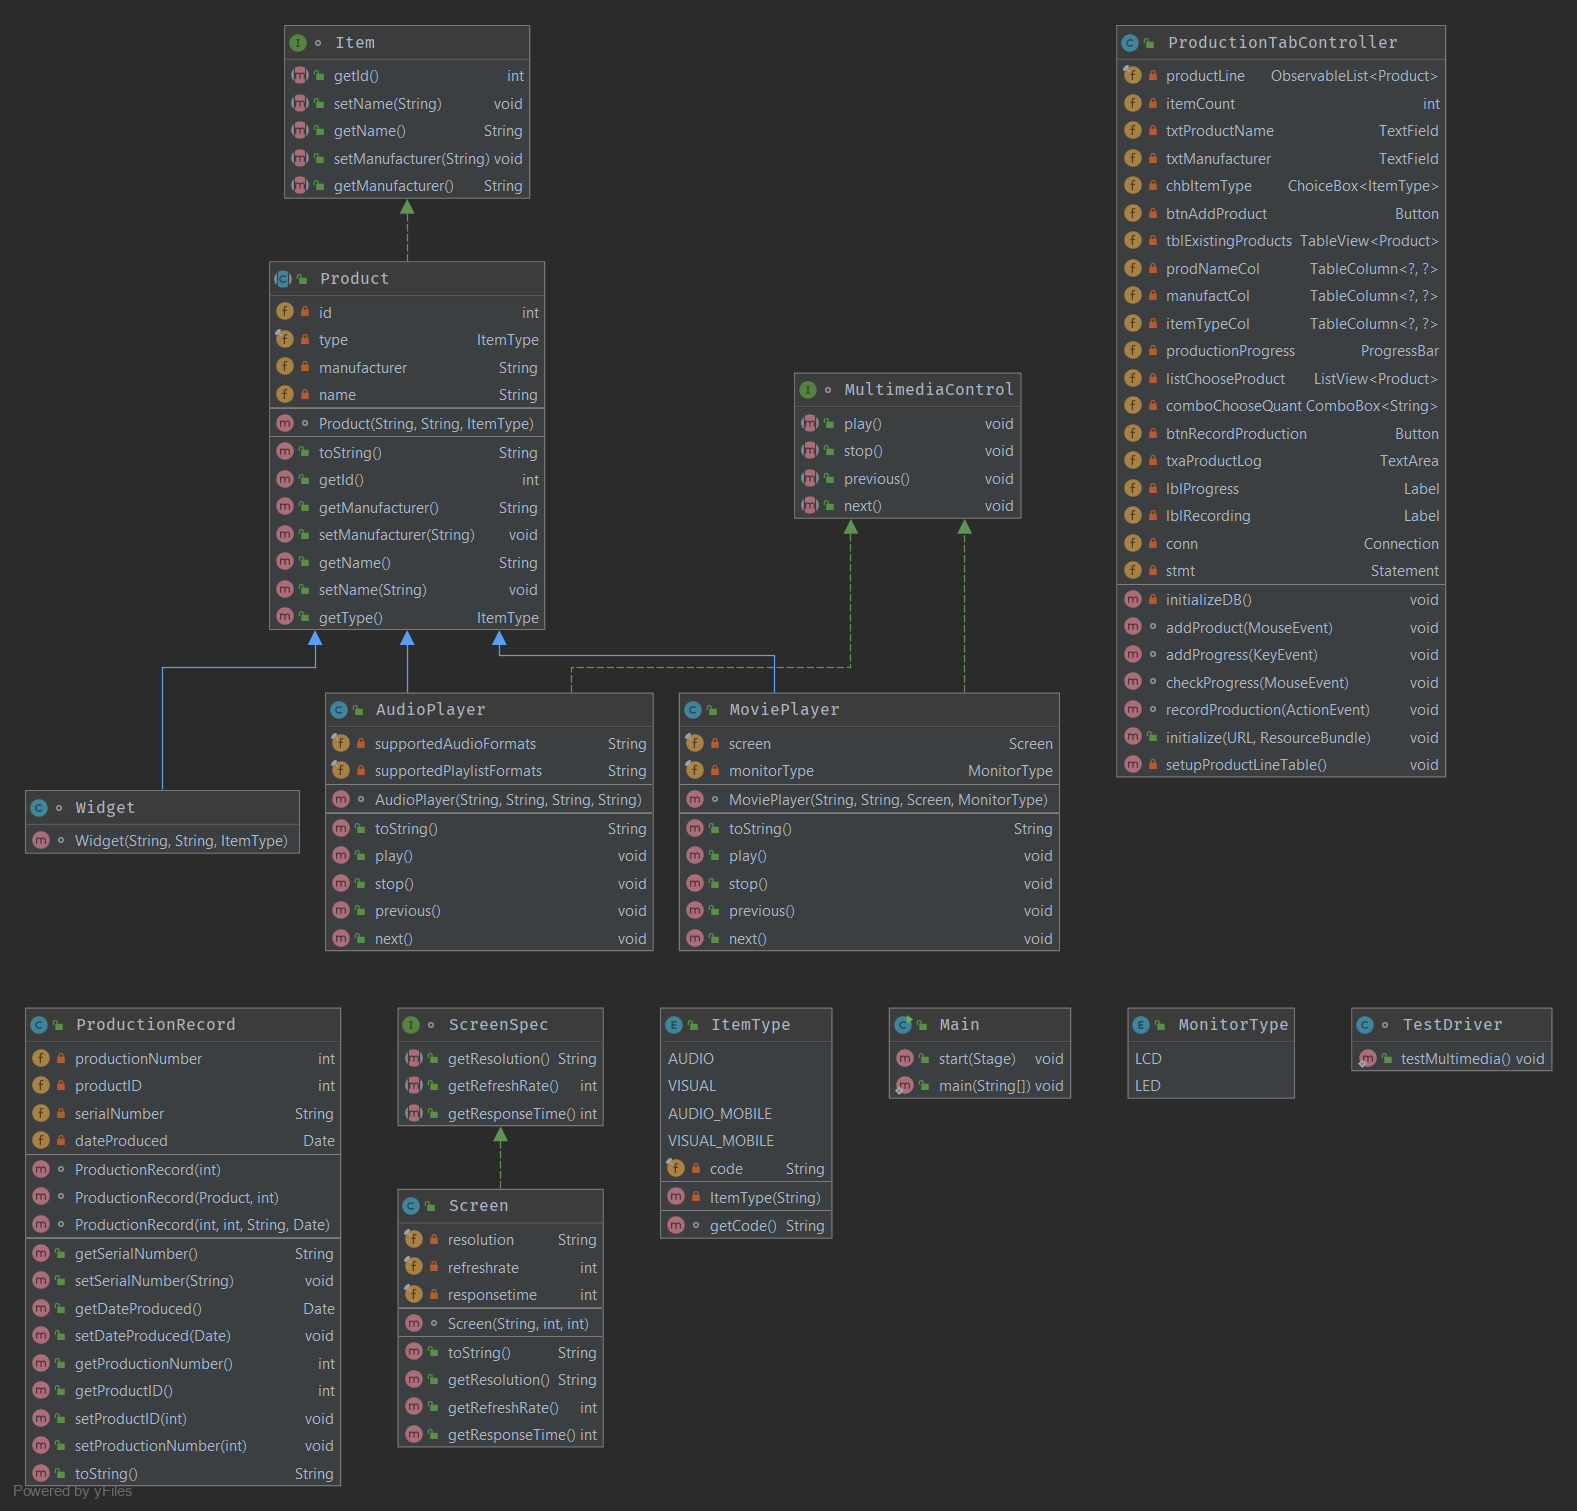 Item
getId() int
setName(String) void
getName() String
setManufacturer(String) void
getManufacturer() String
Product
id int
type ItemType
manufacturer String
name String
Product(String, String, ItemType)
toString() String
getId() int
getManufacturer() String
setManufacturer(String) void
getName() String
setName(String) void
getType() ItemType
MultimediaControl
play() void
stop() void
previous() void
next() void
ProductionTabController
productLine ObservableList<Product>
itemCount int
txtProductName TextField
txtManufacturer TextField
chbItemType ChoiceBox<ItemType>
btnAddProduct Button
tblExistingProducts TableView<Product>
prodNameCol TableColumn<?, ?>
manufactCol TableColumn<?, ?>
itemTypeCol TableColumn<?, ?>
productionProgress ProgressBar
listChooseProduct ListView<Product>
comboChooseQuant ComboBox<String>
btnRecordProduction Button
txaProductLog TextArea
lblProgress Label
lblRecording Label
conn Connection
stmt Statement
initializeDB() void
addProduct(MouseEvent) void
addProgress(KeyEvent) void
checkProgress(MouseEvent) void
recordProduction(ActionEvent) void
initialize(URL, ResourceBundle) void
setupProductLineTable() void
Widget
Widget(String, String, ItemType)
AudioPlayer
supportedAudioFormats String
supportedPlaylistFormats String
AudioPlayer(String, String, String, String)
toString() String
play() void
stop() void
previous() void
next() void
MoviePlayer
screen Screen
monitorType MonitorType
MoviePlayer(String, String, Screen, MonitorType)
toString() String
play() void
stop() void
previous() void
next() void
ProductionRecord
productionNumber int
productID int
serialNumber String
dateProduced Date
ProductionRecord(int)
ProductionRecord(Product, int)
ProductionRecord(int, int, String, Date)
getSerialNumber() String
setSerialNumber(String) void
getDateProduced() Date
setDateProduced(Date) void
getProductionNumber() int
getProductID() int
setProductID(int) void
setProductionNumber(int) void
toString() String
ScreenSpec
getResolution() String
getRefreshRate() int
getResponseTime() int
Screen
resolution String
refreshrate int
responsetime int
Screen(String, int, int)
toString() String
getResolution() String
getRefreshRate() int
getResponseTime() int
ItemType
AUDIO
VISUAL
AUDIO_MOBILE
VISUAL_MOBILE
code String
ItemType(String)
getCode() String
Main
start(Stage) void
main(String[]) void
MonitorType
LCD
LED
TestDriver
testMultimedia() void
Powered by yFiles